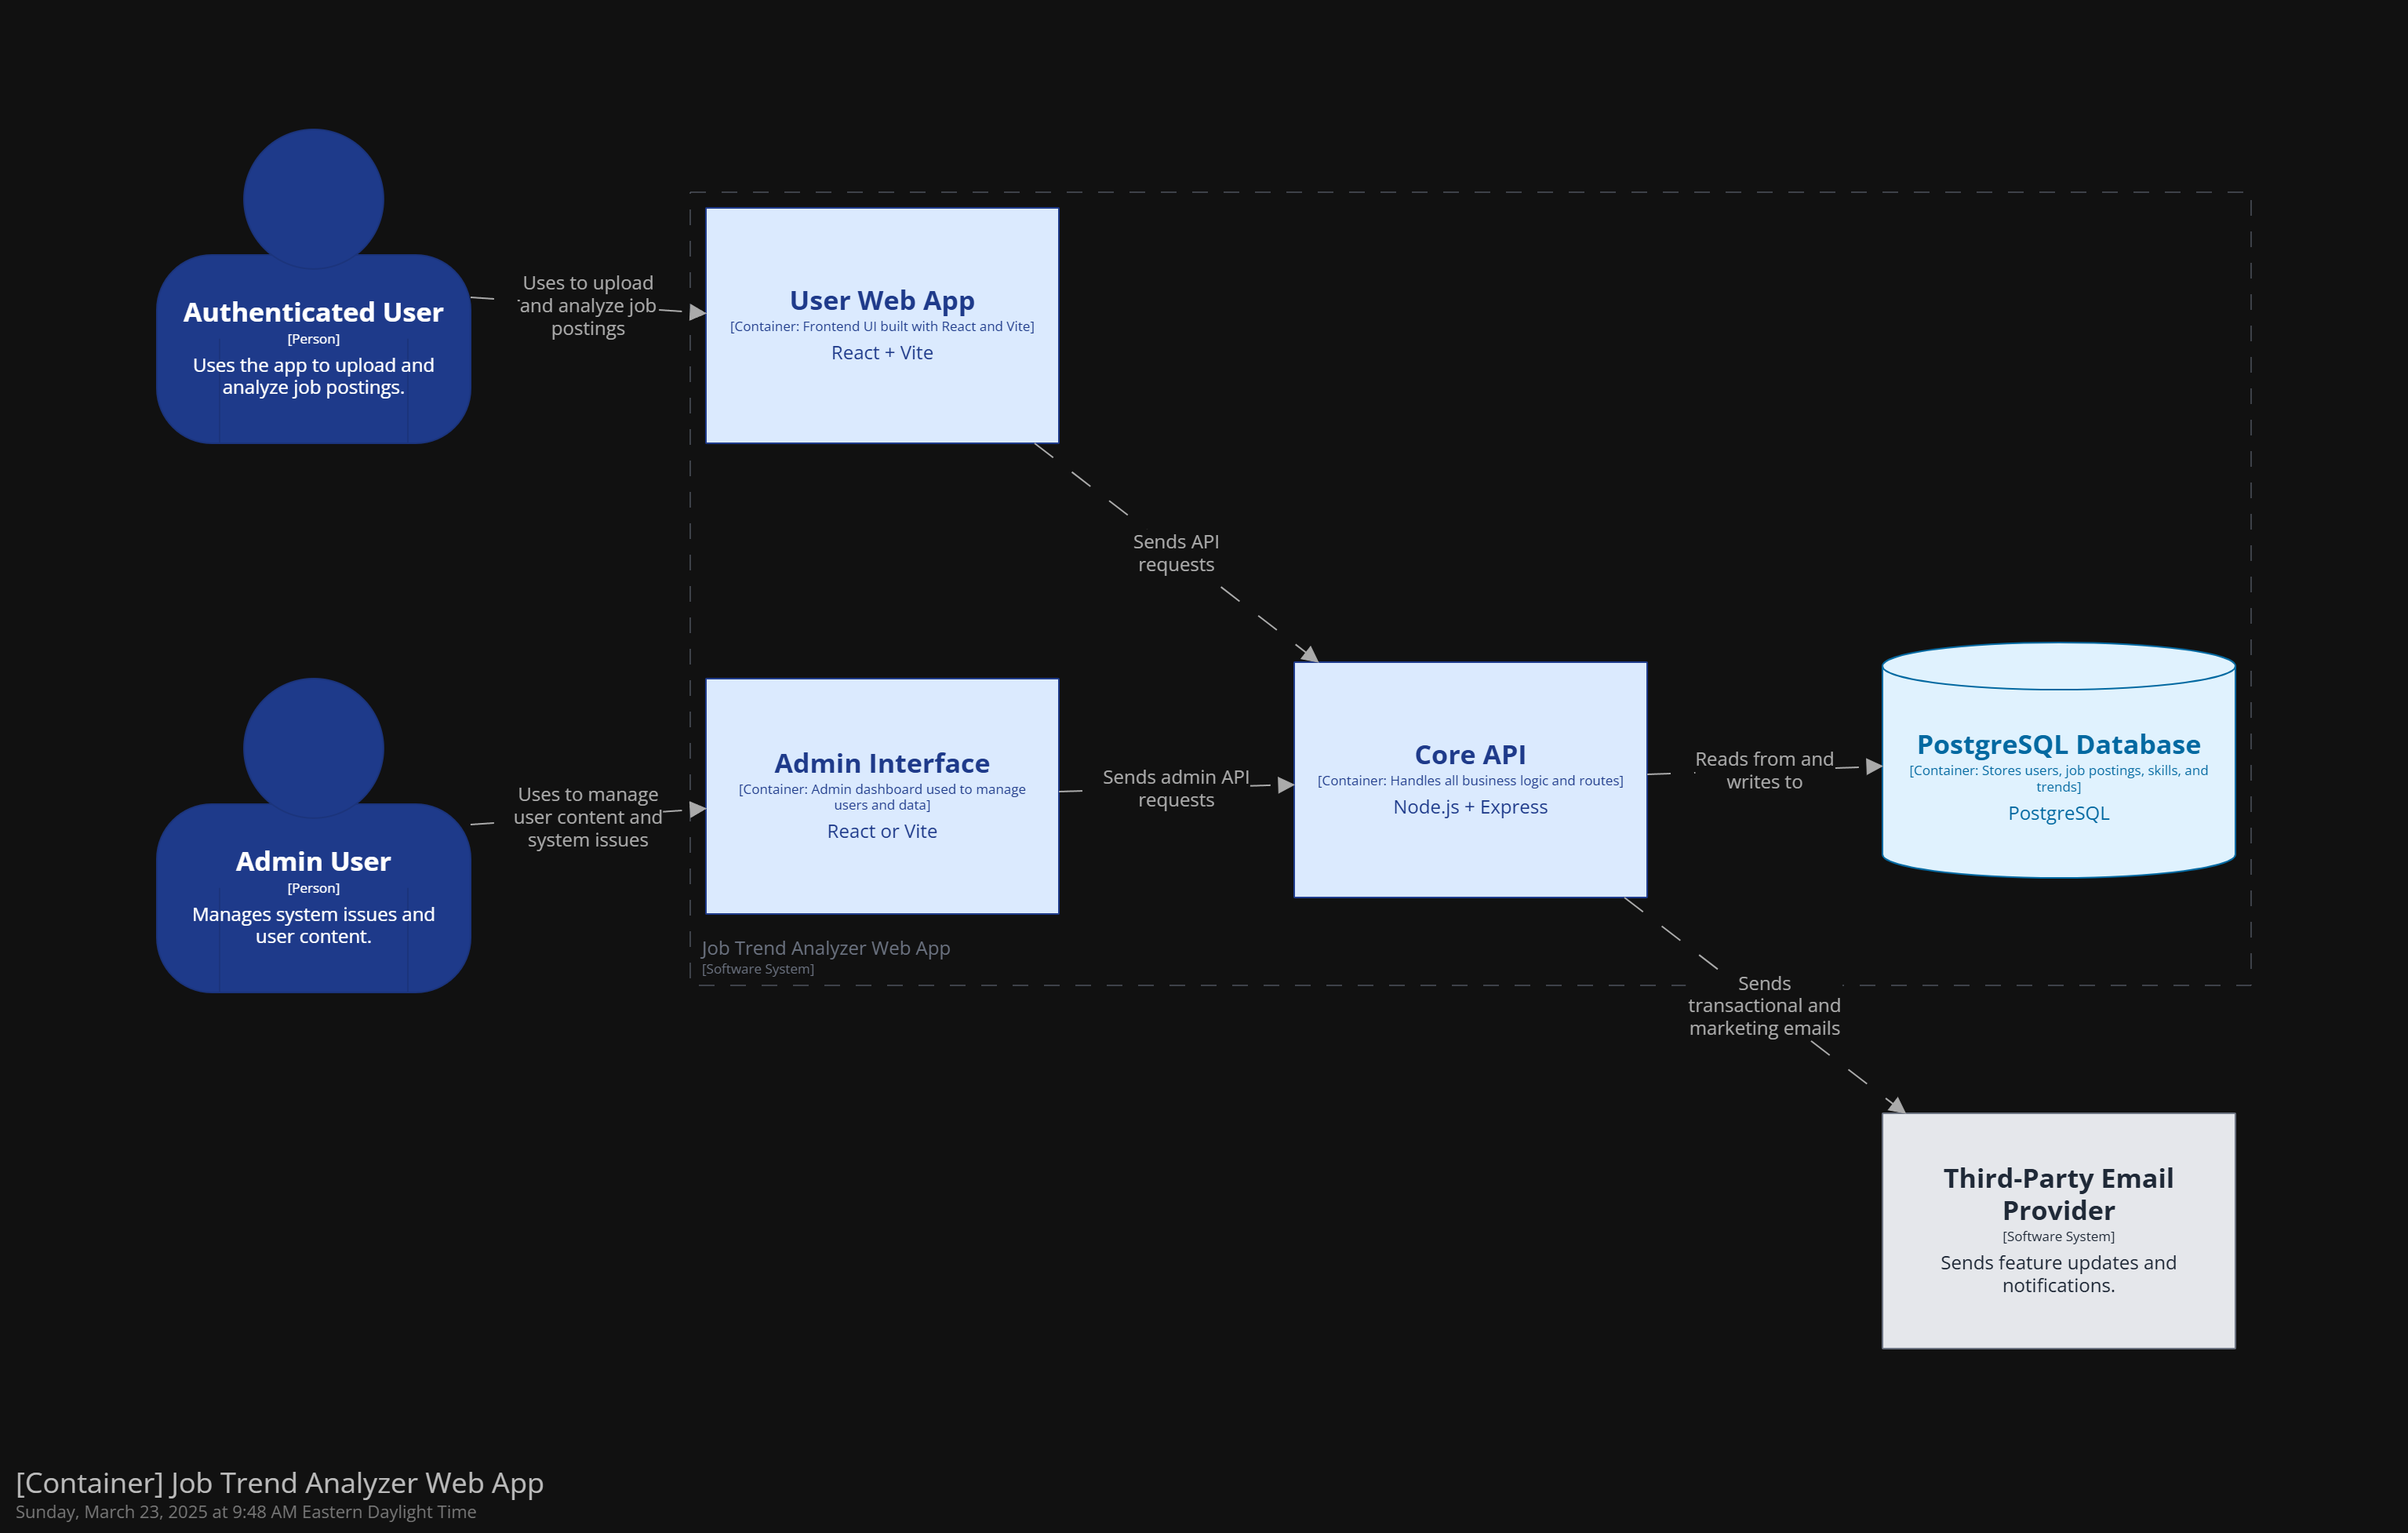 Authenticated User
[Person]
Uses the app to upload and
analyze job postings.
Uses to upload
and analyze job
postings
User Web App
[Container: Frontend UI built with React and Vite]
React + Vite
Sends API
requests
Admin User
[Person]
Manages system issues and
user content.
Uses to manage
user content and
system issues
Admin Interface
[Container: Admin dashboard used to manage
users and data]
React or Vite
Sends admin API
requests
Core API
[Container: Handles all business logic and routes]
Node.js + Express
Reads from and
writes to
PostgreSQL Database
[Container: Stores users, job postings, skills, and
trends]
PostgreSQL
Job Trend Analyzer Web App
[Software System]
Sends
transactional and
marketing emails
Third-Party Email
Provider
[Software System]
Sends feature updates and
notifications.
[Container] Job Trend Analyzer Web App
Sunday, March 23, 2025 at 9:48 AM Eastern Daylight Time